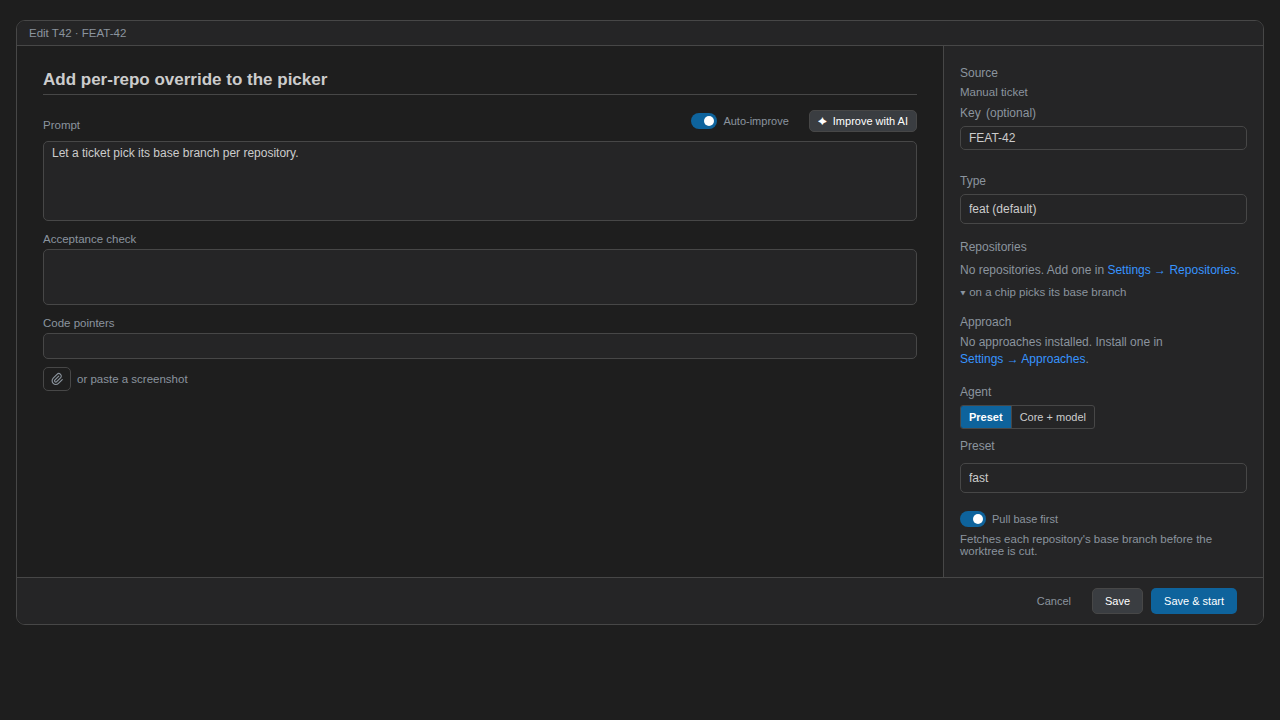 Edit T42 · FEAT-42
Add per-repo override to the picker
Prompt
Auto-improve
Improve with AI
Let a ticket pick its base branch per repository.
Acceptance check
Code pointers
or paste a screenshot
Source
Manual ticket
Key (optional)
FEAT-42
Type
feat (default)
Repositories
No repositories. Add one in Settings → Repositories.
▾ on a chip picks its base branch
Approach
No approaches installed. Install one in
Settings → Approaches.
Agent
Preset
Core + model
Preset
fast
Pull base first
Fetches each repository's base branch before the
worktree is cut.
Cancel
Save
Save & start